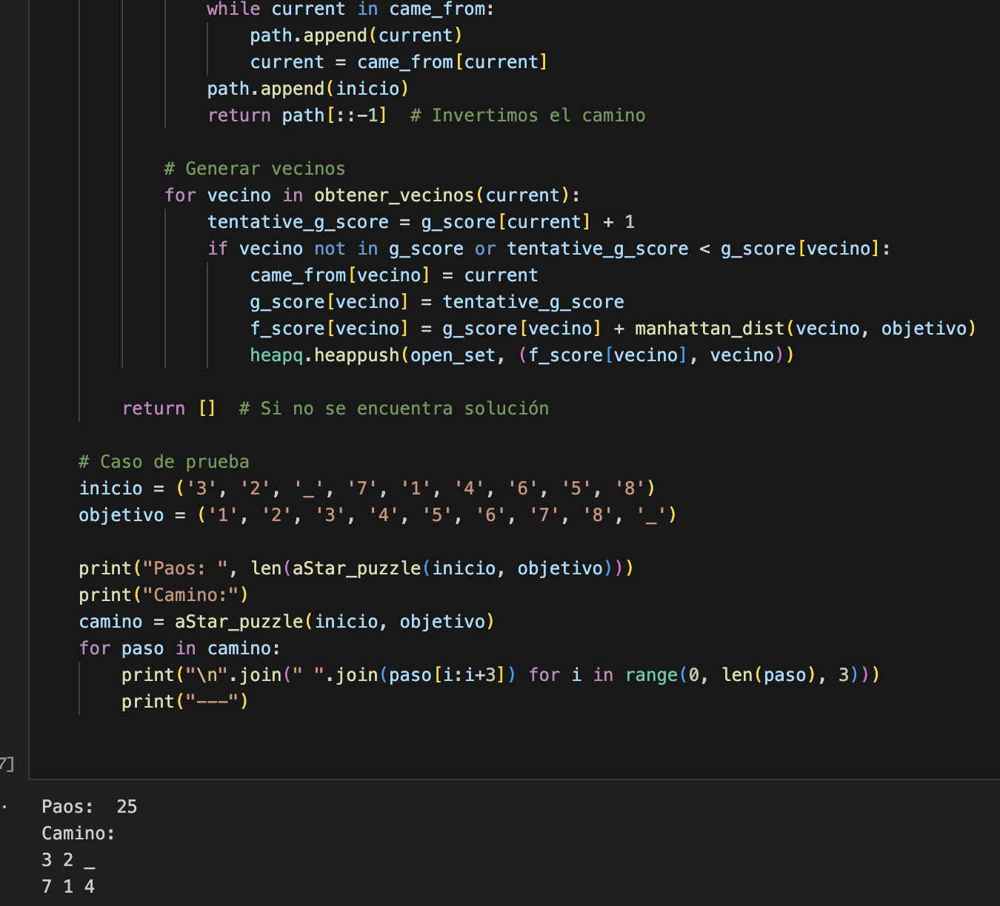 while current in came_from:
path.append(current)
current = came_from[current]
path.append(inicio)
return path[::-1]  # Invertimos el camino
# Generar vecinos
for vecino in obtener_vecinos(current):
tentative_g_score = g_score[current] + 1
if vecino not in g_score or tentative_g_score < g_score[vecino]:
came_from[vecino] = current
g_score[vecino] = tentative_g_score
f_score[vecino] = g_score[vecino] + manhattan_dist(vecino, objetivo)
heapq.heappush(open_set, (f_score[vecino], vecino))
return []  # Si no se encuentra solución
# Caso de prueba
inicio = ('3', '2', '_', '7', '1', '4', '6', '5', '8')
objetivo = ('1', '2', '3', '4', '5', '6', '7', '8', '_')
print("Paos: ", len(aStar_puzzle(inicio, objetivo)))
print("Camino:")
camino = aStar_puzzle(inicio, objetivo)
for paso in camino:
print("\n".join(" ".join(paso[i:i+3]) for i in range(0, len(paso), 3)))
print("---")
7]
Paos:  25
Camino:
3 2 _
7 1 4